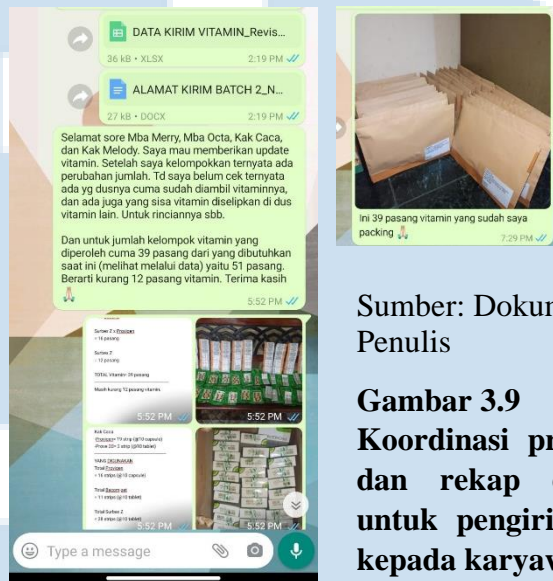 DATA KIRIM VITAMIN_Revis...
36 kB • XLSX 2:19 PM
ALAMAT KIRIM BATCH 2_N...
27 kB • DOCX 2:19 PM
Selamat sore Mba Merry, Mba Octa, Kak Caca,
dan Kak Melody. Saya mau memberikan update
vitamin. Setelah saya kelompokkan ternyata ada
perubahan jumlah. Td saya belum cek ternyata
ada yg dusnya cuma sudah diambil vitaminnya,
dan ada juga yang sisa vitamin diselipkan di dus
vitamin lain. Untuk rinciannya sbb.
Dan untuk jumlah kelompok vitamin yang
diperoleh cuma 39 pasang dari yang dibutuhkan
saat ini (melihat melalui data) yaitu 51 pasang.
Berarti kurang 12 pasang vitamin. Terima kasih
5:52 PM
TOTAL Vitamin: 39 pasang
Masih kurang 12 pasang vitamin.
5:52 PM
5:52 PM
Kak Caca
YANG DIGUNAKAN
5:52 PM
5:52 PM
Type a message
Ini 39 pasang vitamin yang sudah saya
packing
7:29 PM
Sumber: Dokun
Penulis
Gambar 3.9
Koordinasi pr
dan rekap
untuk pengiri
kepada karyav